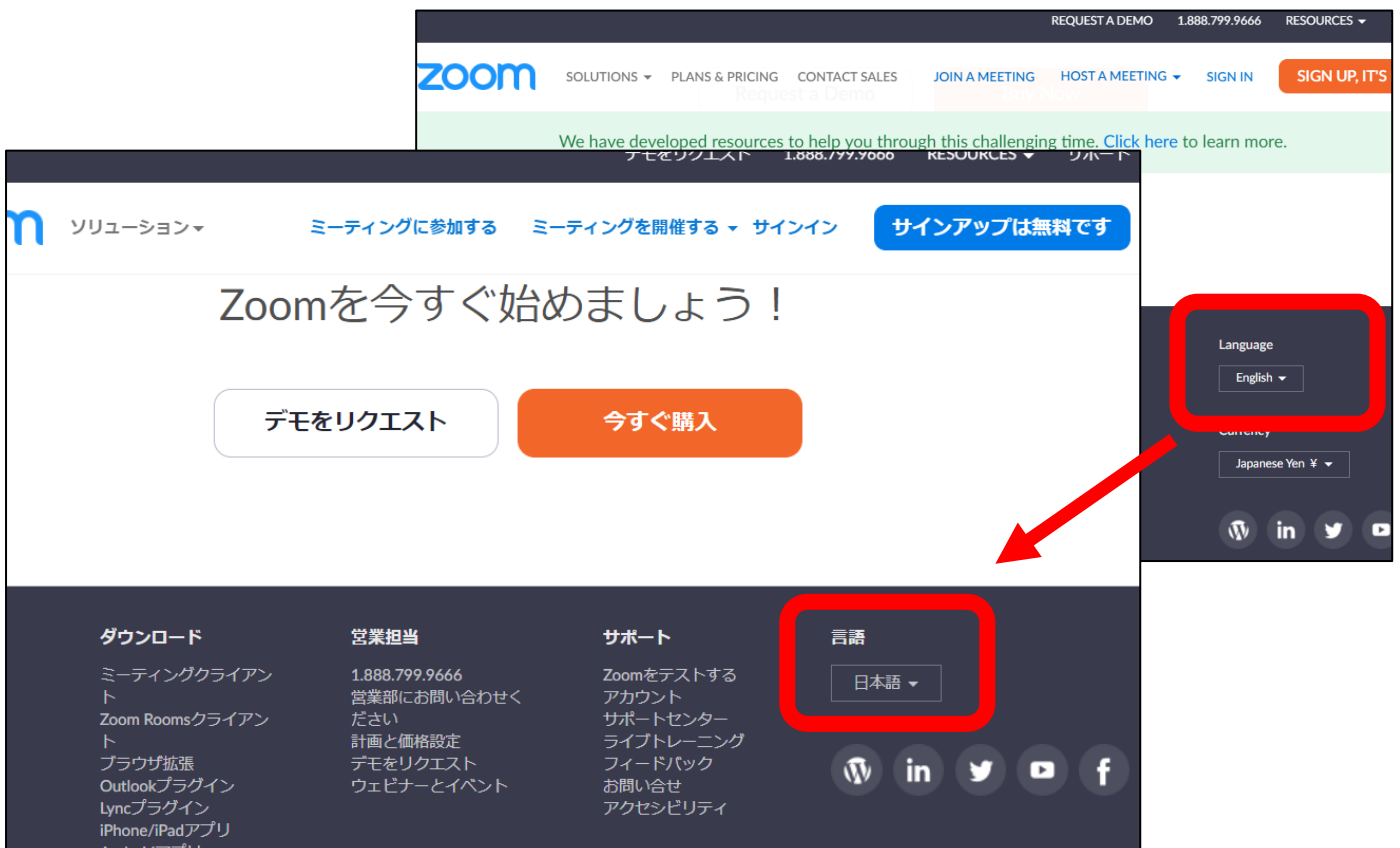 REQUEST A DEMO 1.888.799.9666 RESOURCES
zoom SOLUTIONS PLANS & PRICING CONTACT SALES JOIN A MEETING HOST A MEETING SIGN IN SIGN UP, IT'S
Request a Demo Buy Now
We have developed resources to help you through this challenging time. Click here to learn more.
デモをリクエスト 1.888.799.9666 RESOURCES サポート
m ソリューション ミーティングに参加する ミーティングを開催する サインイン サインアップは無料です
Zoomを今すぐ始めましょう！
デモをリクエスト 今すぐ購入
Language
English
Currency
Japanese Yen ¥
ダウンロード
ミーティングクライアン
ト
Zoom Roomsクライアン
ト
ブラウザ拡張
Outlookプラグイン
Lyncプラグイン
iPhone/iPadアプリ
営業担当
1.888.799.9666
営業部にお問い合わせく
ださい
計画と価格設定
デモをリクエスト
ウェビナーとイベント
サポート
Zoomをテストする
アカウント
サポートセンター
ライブトレーニング
フィードバック
お問い合せ
アクセシビリティ
言語
日本語